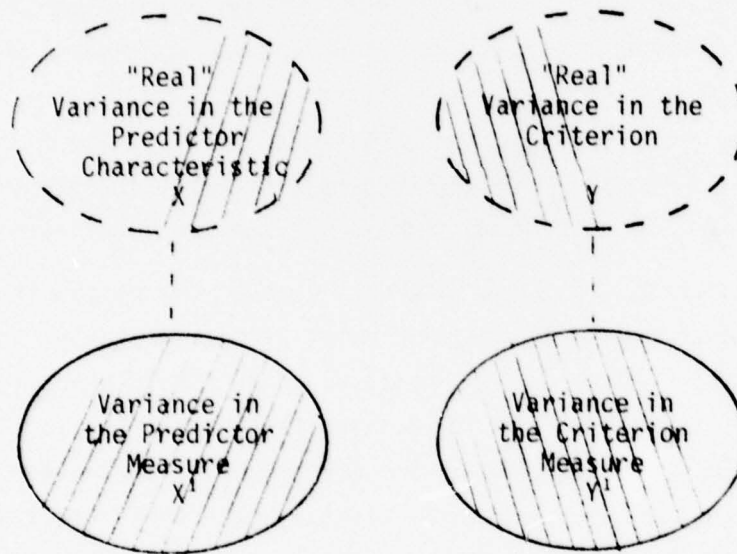 "Real"
Variance in the
Predictor
Characteristic
X
"Real"
Variance in the
Criterion
Y
Variance in
the Predictor
Measure
X¹
Variance in
the Criterion
Measure
Y¹